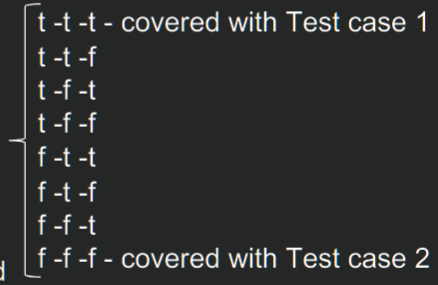 t -t -t - covered with Test case 1
t -t -f
t -f -t
t -f -f
f -t -t
f -t -f
f -f -t
f -f -f - covered with Test case 2